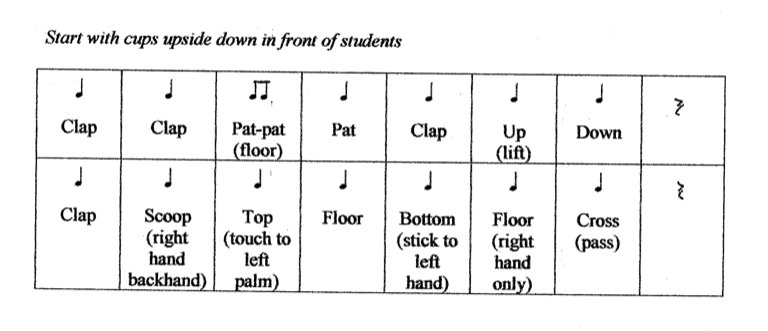 Start with cups upside down in front of students
Clap Clap Pat-pat Pat Clap Up Down
(floor) (lift)
Clap Scoop Top Floor Bottom Floor Cross
(right (touch to (stick to (right (pass)
hand left left hand
backhand) palm) hand) only)